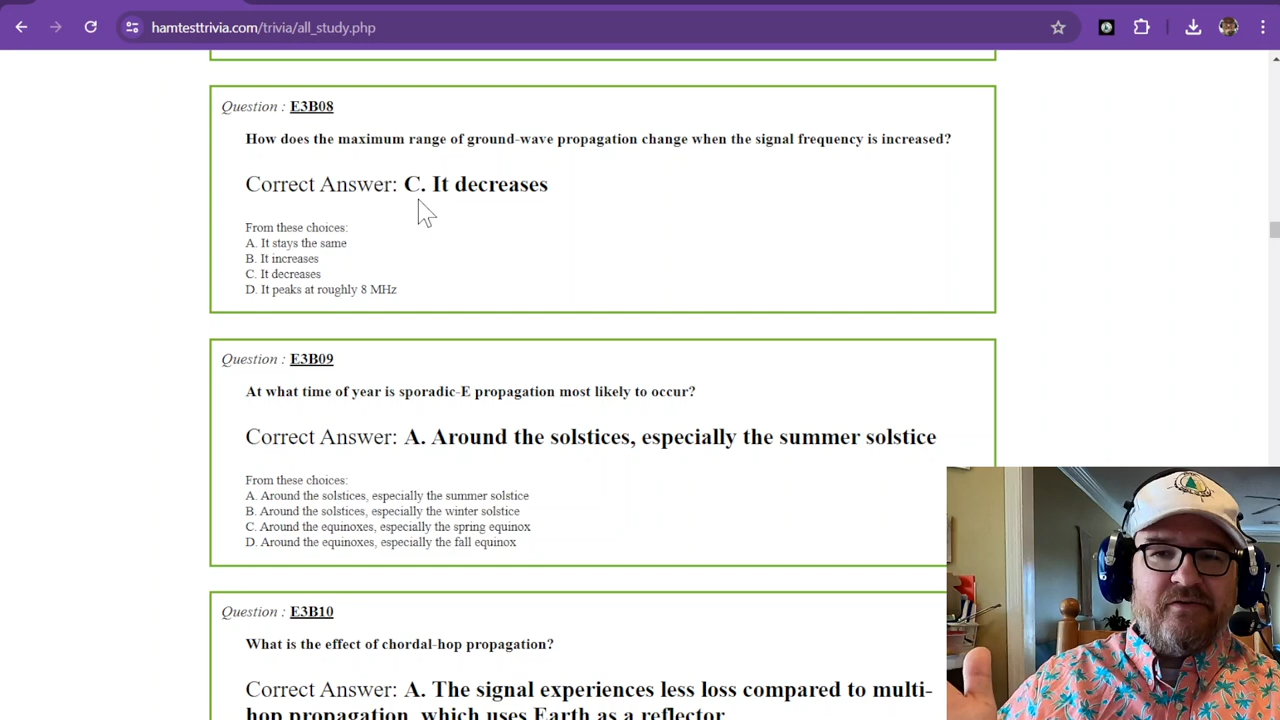 hamtesttrivia.com/trivia/all_study.php
Question : E3B08
How does the maximum range of ground-wave propagation change when the signal frequency is increased?
Correct Answer: C. It decreases
From these choices:
A. It stays the same
B. It increases
C. It decreases
D. It peaks at roughly 8 MHz
Question : E3B09
At what time of year is sporadic-E propagation most likely to occur?
Correct Answer: A. Around the solstices, especially the summer solstice
From these choices:
A. Around the solstices, especially the summer solstice
B. Around the solstices, especially the winter solstice
C. Around the equinoxes, especially the spring equinox
D. Around the equinoxes, especially the fall equinox
Question : E3B10
What is the effect of chordal-hop propagation?
Correct Answer: A. The signal experiences less loss compared to multi-
hop propagation, which uses Earth as a reflector